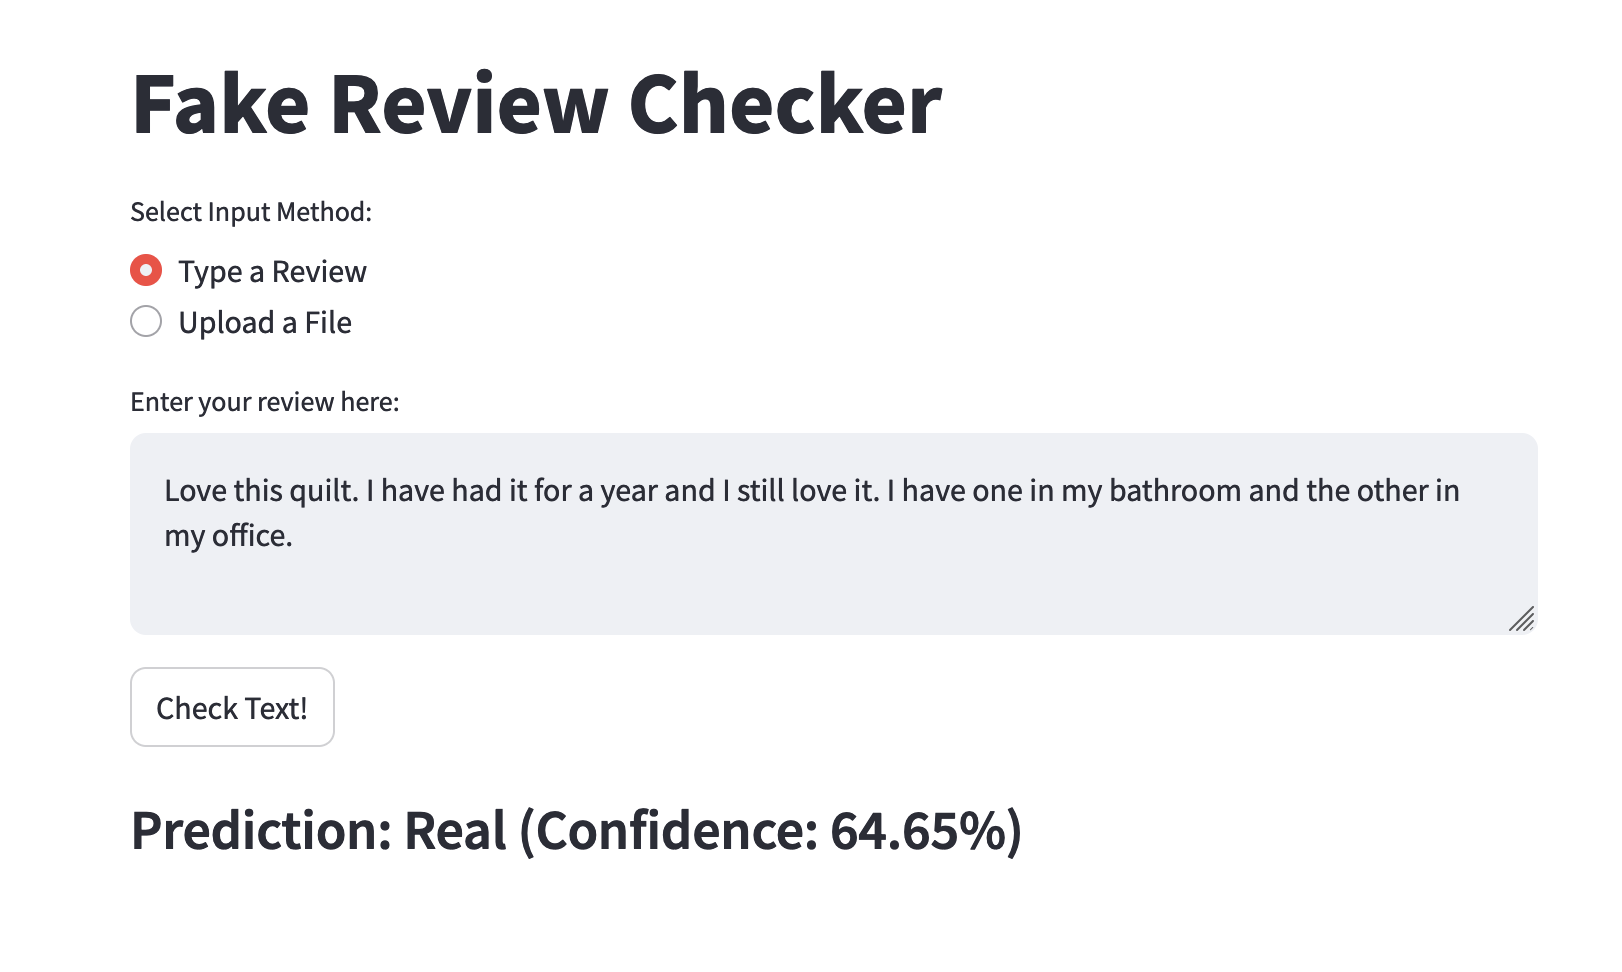 Fake Review Checker
Select Input Method:
Type a Review
Upload a File
Enter your review here:
Love this quilt. I have had it for a year and I still love it. I have one in my bathroom and the other in
my office.
Check Text!
Prediction: Real (Confidence: 64.65%)